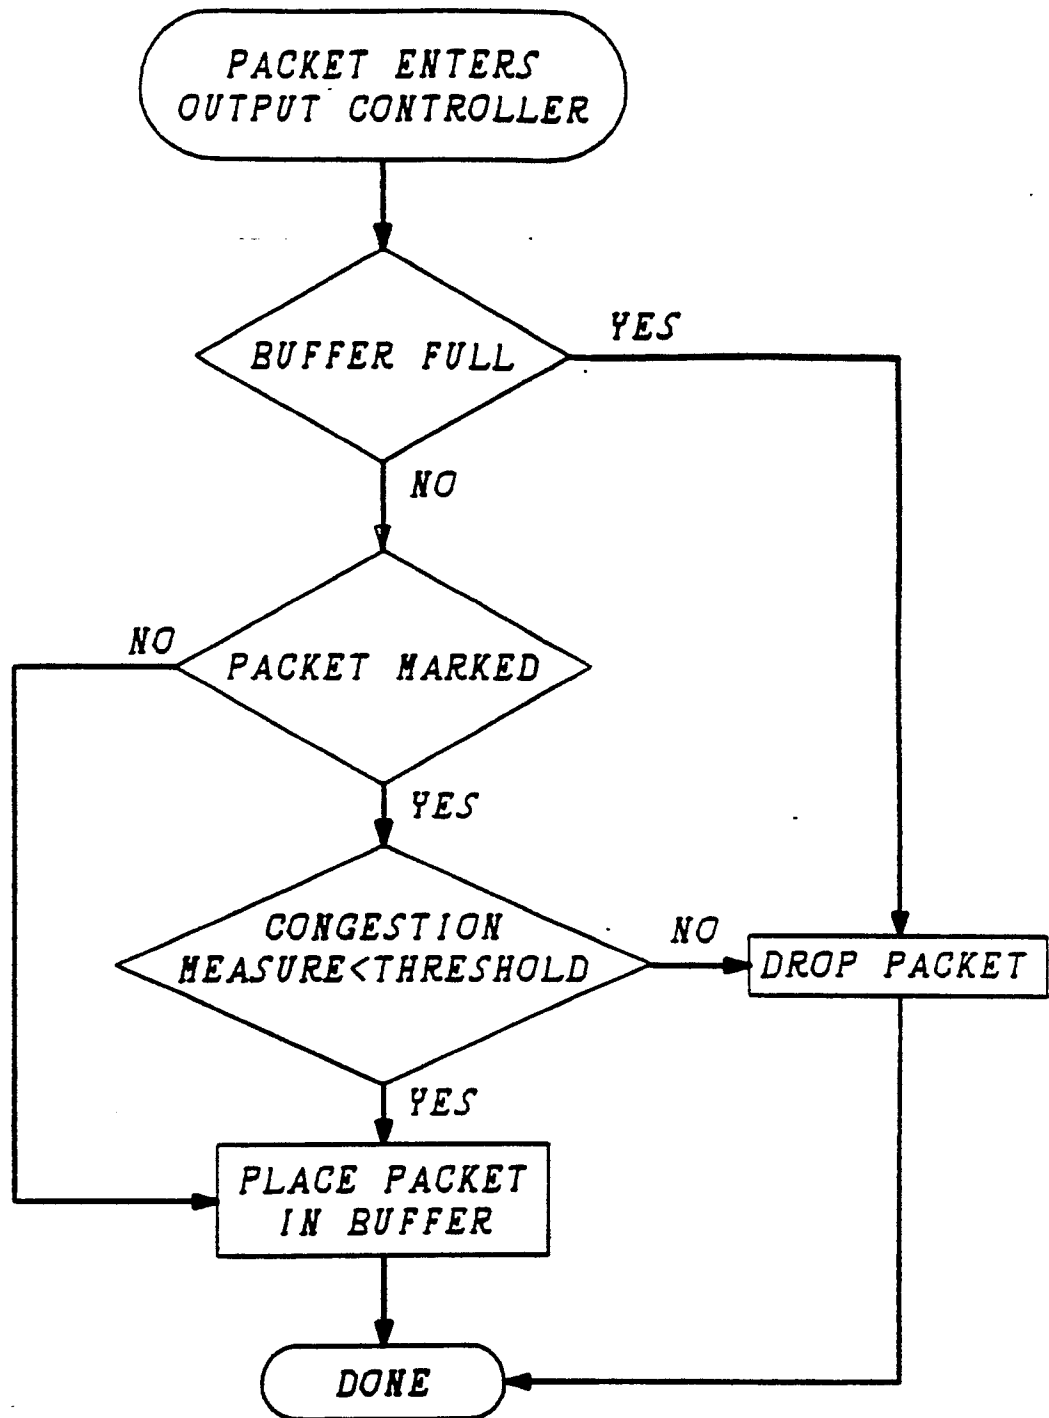 PACKET ENTERS
OUTPUT CONTROLLER
BUFFER FULL
YES
NO
NO
PACKET MARKED
YES
CONGESTION
MEASURE<THRESHOLD
NO
DROP PACKET
YES
PLACE PACKET
IN BUFFER
DONE